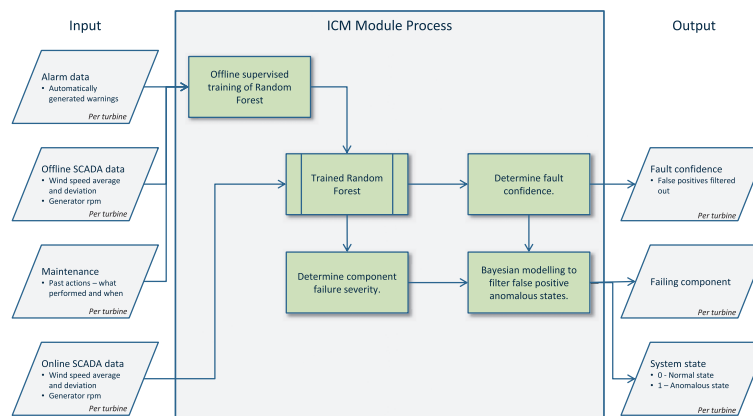 Input
ICM Module Process
Output
Alarm data
• Automatically
generated warnings
Per turbine
Offline supervised
training of Random
Forest
Offline SCADA data
• Wind speed average
and deviation
• Generator rpm
Per turbine
Trained Random
Forest
Determine fault
confidence.
Fault confidence
• False positives filtered
out
Per turbine
Maintenance
• Past actions – what
performed and when
Per turbine
Determine component
failure severity.
Bayesian modelling to
filter false positive
anomalous states.
Failing component
Per turbine
Online SCADA data
• Wind speed average
and deviation
• Generator rpm
Per turbine
System state
• 0 - Normal state
• 1 – Anomalous state
Per turbine